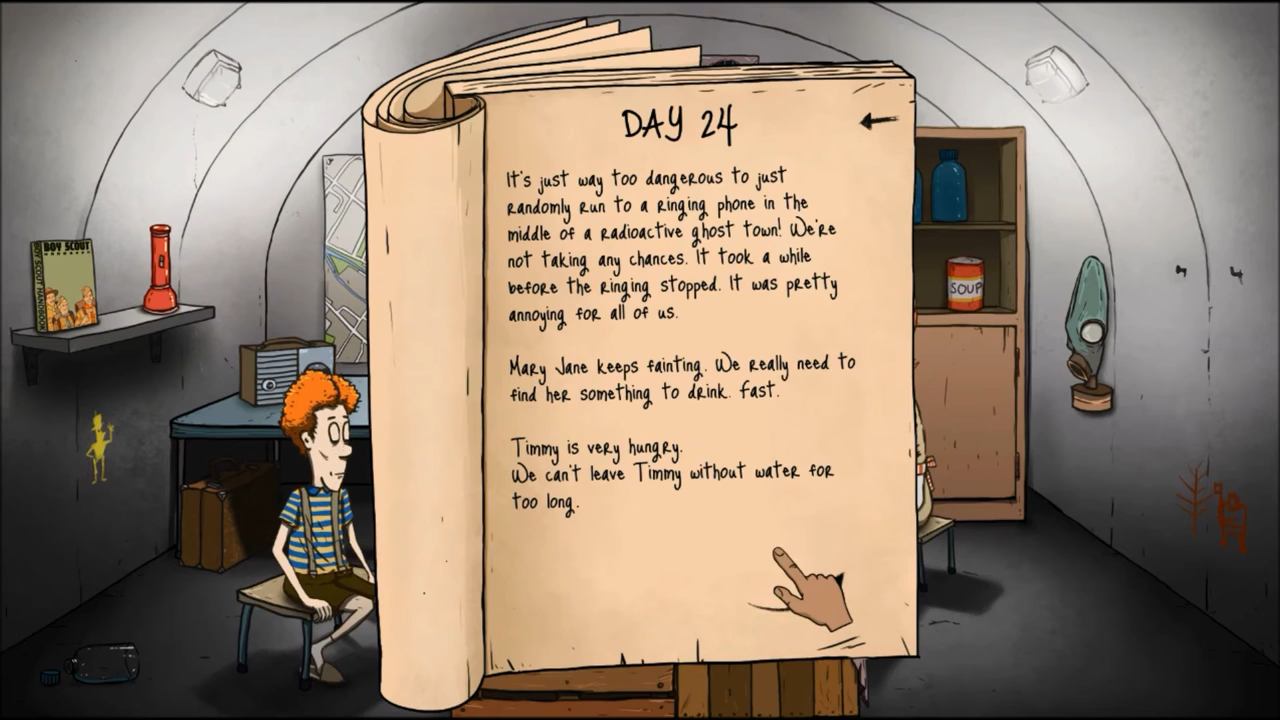 DAY 24
It's just way too dangerous to just
randomly run to a ringing phone in the
middle of a radioactive ghost town! We're
not taking any chances. It took a while
before the ringing stopped. It was pretty
annoying for all of us.
Mary Jane keeps fainting. We really need to
find her something to drink. Fast.
Timmy is very hungry.
We can't leave Timmy without water for
too long.
BOY SCOUT
BOY SCOUT HANDBOOK
SOUP